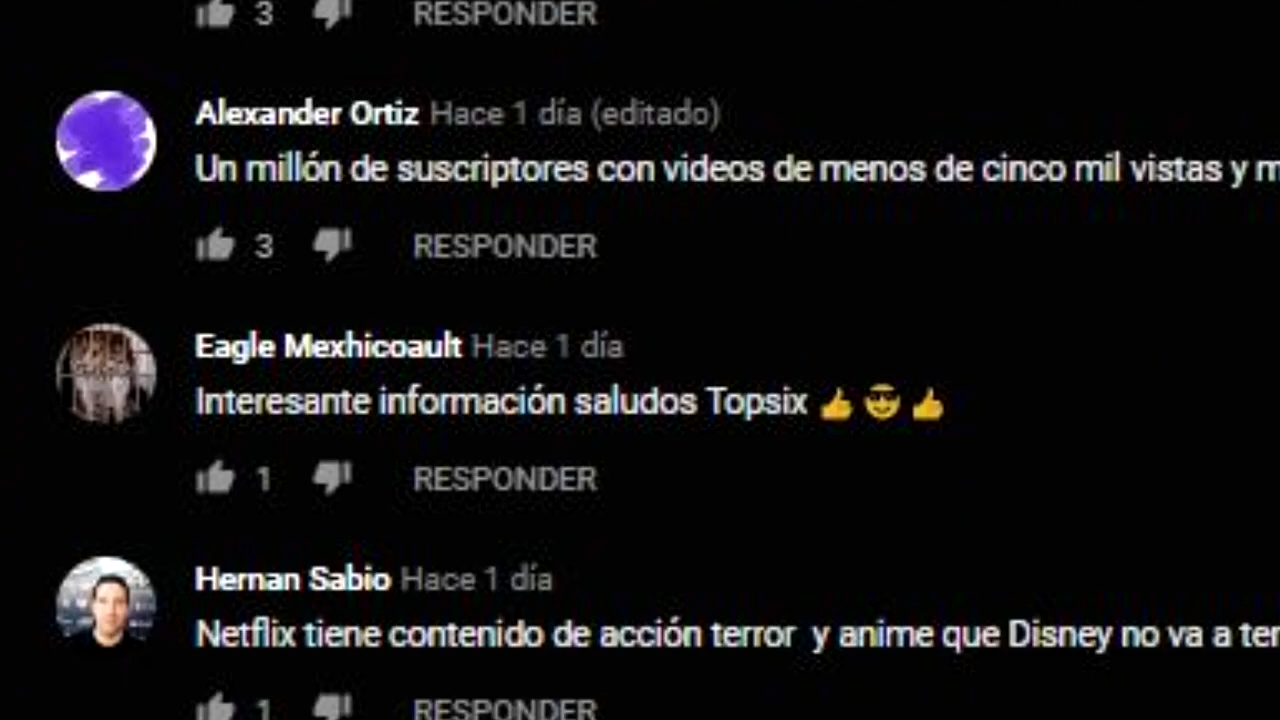 3 RESPONDER
Alexander Ortiz Hace 1 día (editado)
Un millón de suscriptores con videos de menos de cinco mil vistas y m
3 RESPONDER
Eagle Mexhicoault Hace 1 día
Interesante información saludos Topsix 👍😎👍
1 RESPONDER
Hernan Sabio Hace 1 día
Netflix tiene contenido de acción terror y anime que Disney no va a ter
1 RESPONDER